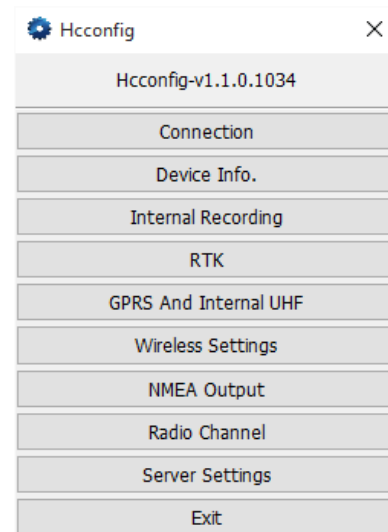 Hcconfig
Hcconfig-v1.1.0.1034
Connection
Device Info.
Internal Recording
RTK
GPRS And Internal UHF
Wireless Settings
NMEA Output
Radio Channel
Server Settings
Exit